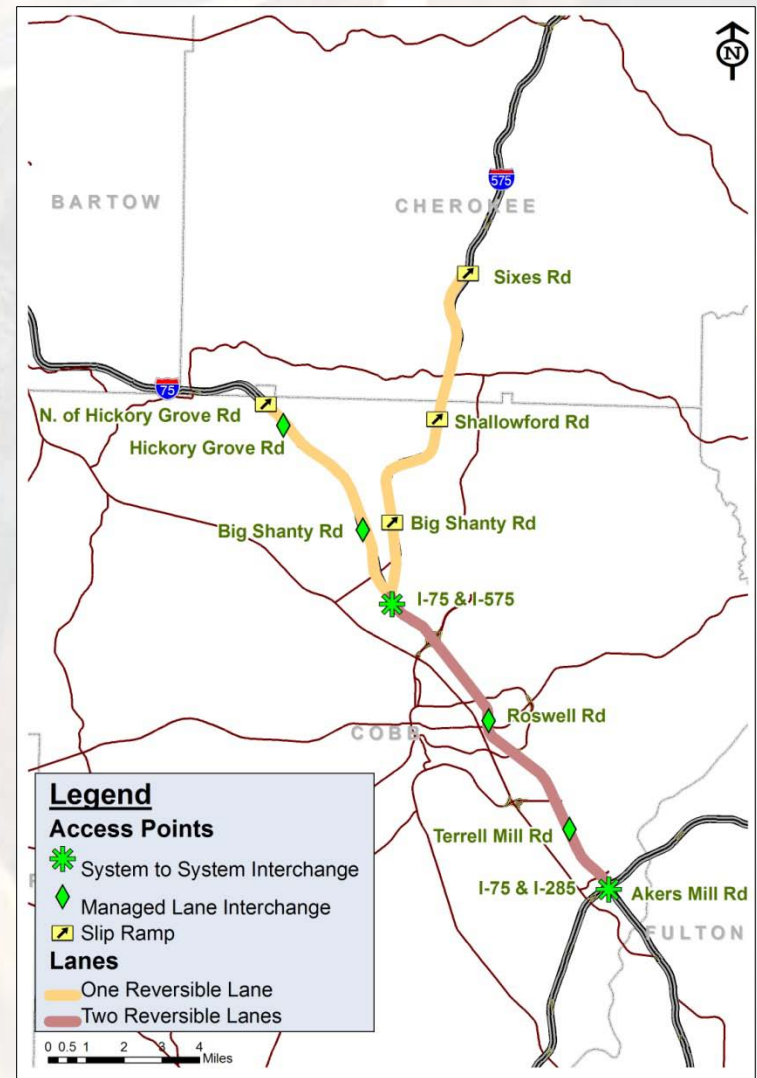 N
575
BARTOW
CHEROKEE
Sixes Rd
75
N. of Hickory Grove Rd
Hickory Grove Rd
Shallowford Rd
Big Shanty Rd
Big Shanty Rd
I-75 & I-575
Roswell Rd
COBB
Terrell Mill Rd
I-75 & I-285
Akers Mill Rd
FULTON
Legend
Access Points
System to System Interchange
Managed Lane Interchange
Slip Ramp
Lanes
One Reversible Lane
Two Reversible Lanes
0 0.5 1 2 3 4
Miles